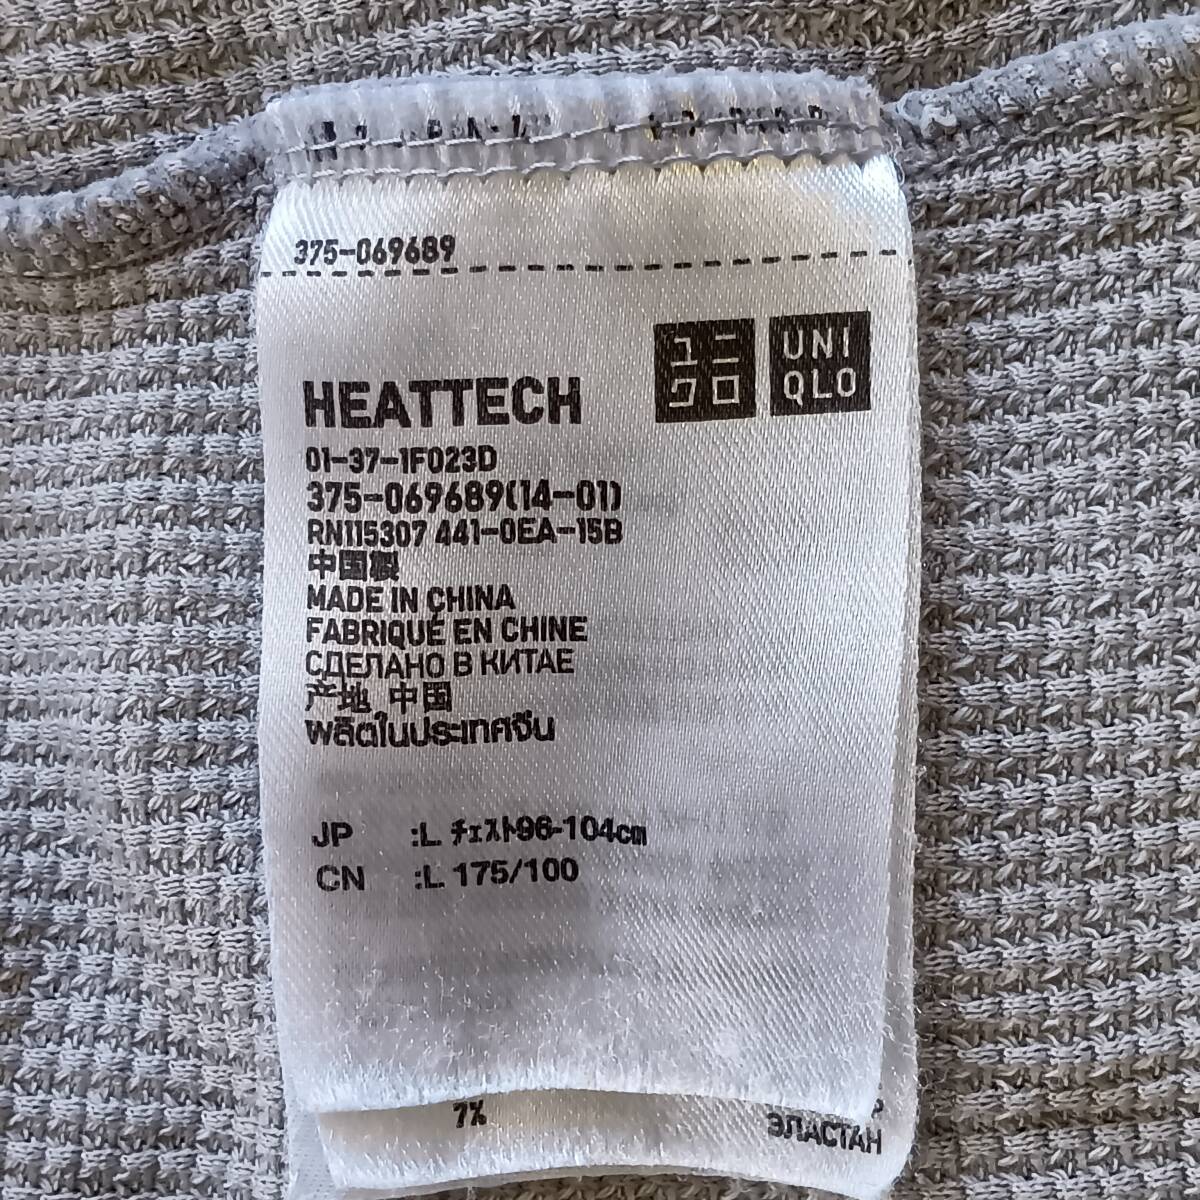 375-069689
ユニ
クロ
UNI
QLO
HEATTECH
01-37-1F023D
375-069689(14-01)
RN115307 441-0EA-15B
中国製
MADE IN CHINA
FABRIQUÉ EN CHINE
СДЕЛАНО В КИТАЕ
产地 中国
ผลิตในประเทศจีน
JP :L チェスト96-104cm
CN :L 175/100
7%
ЭЛАСТАН